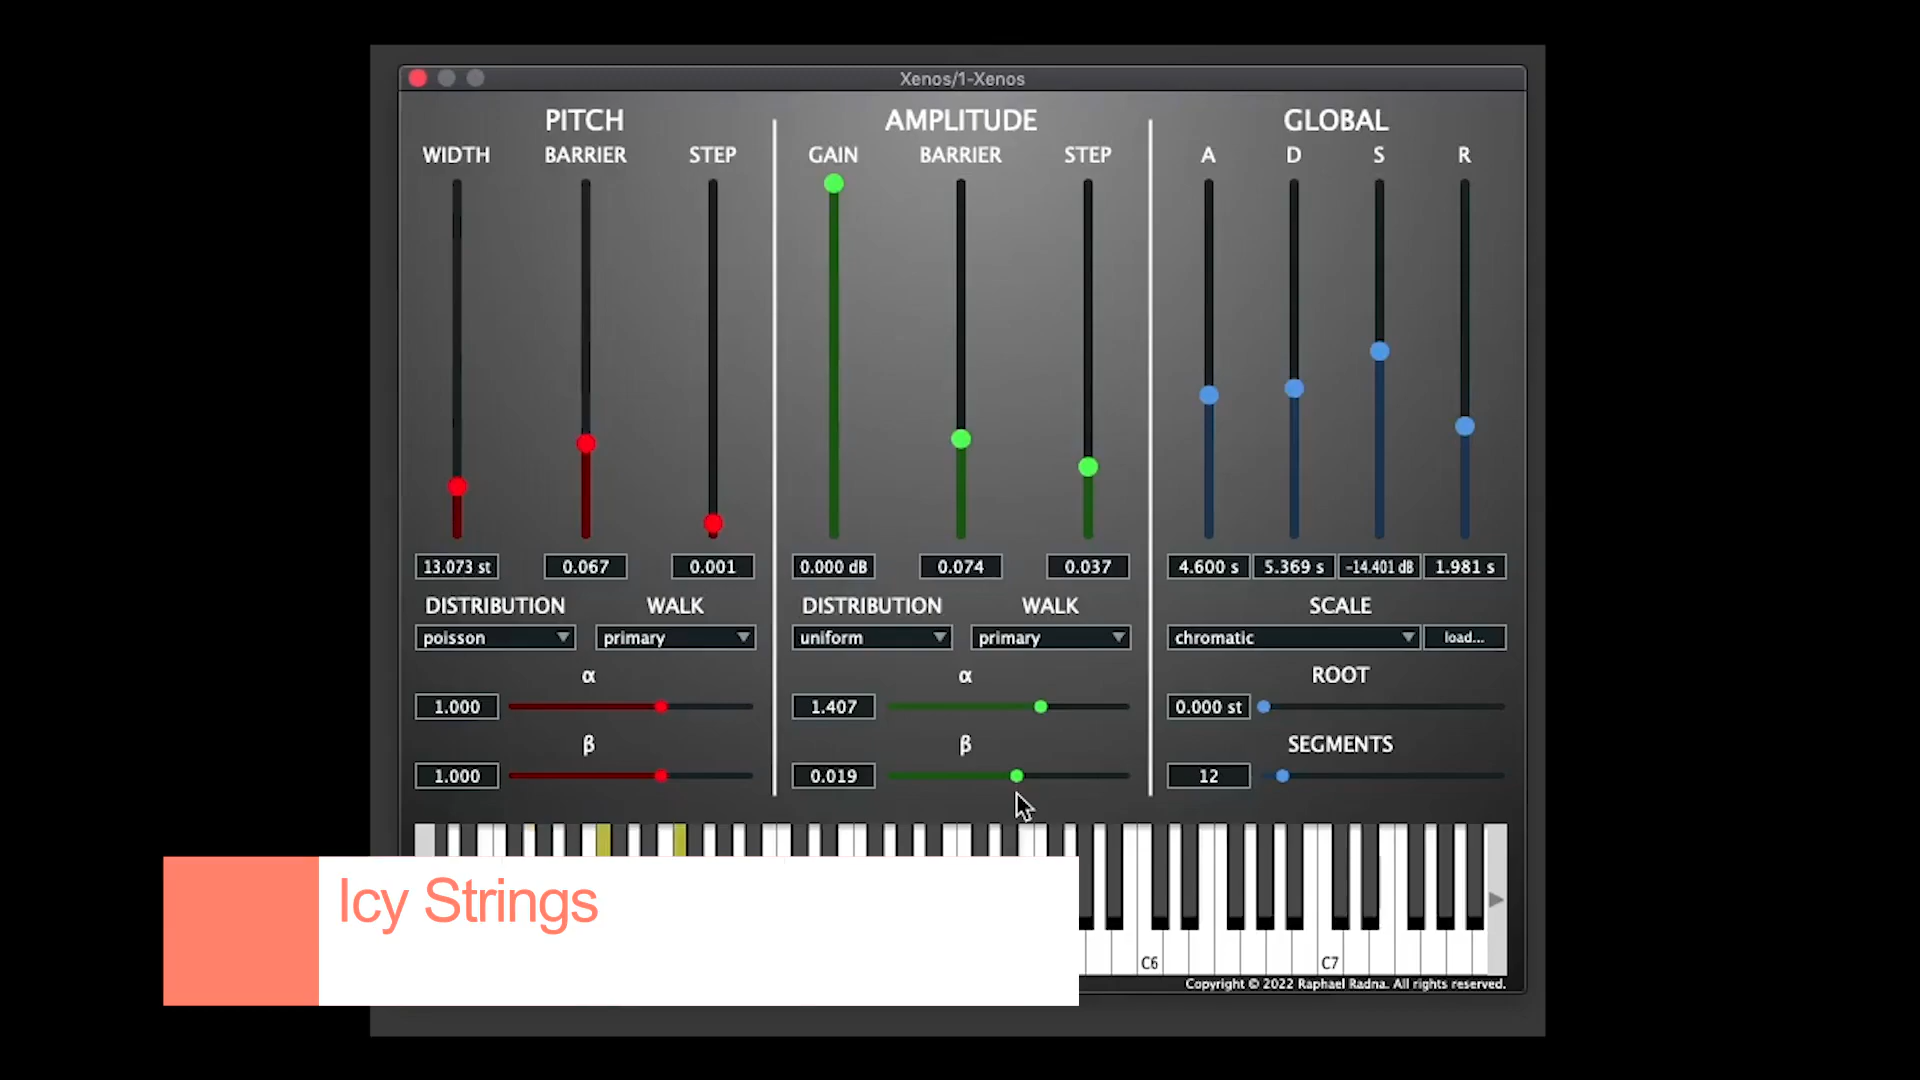 Xenos/1-Xenos
PITCH
AMPLITUDE
GLOBAL
WIDTH
BARRIER
STEP
GAIN
BARRIER
STEP
A
D
S
R
13.073 st
0.067
0.001
0.000 dB
0.074
0.037
4.600 s
5.369 s
-14.401 dB
1.981 s
DISTRIBUTION
WALK
DISTRIBUTION
WALK
SCALE
poisson
primary
uniform
primary
chromatic
load...
α
α
ROOT
1.000
1.407
0.000 st
β
β
SEGMENTS
1.000
0.019
12
Icy Strings
C6
C7
Copyright © 2022 Raphael Radna. All rights reserved.